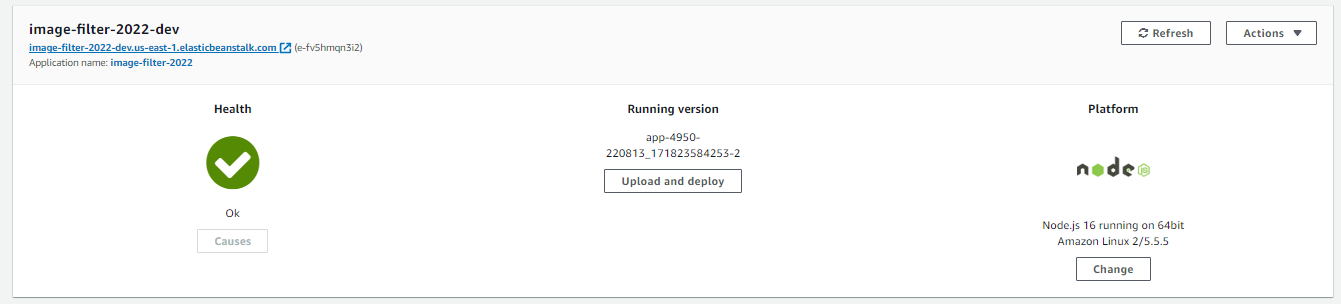 image-filter-2022-dev
image-filter-2022-dev.us-east-1.elasticbeanstalk.com (e-fv5hmqn3i2)
Application name: image-filter-2022
Refresh
Actions
Health
Ok
Causes
Running version
app-4950-
220813_171823584253-2
Upload and deploy
Platform
node
JS
Node.js 16 running on 64bit
Amazon Linux 2/5.5.5
Change